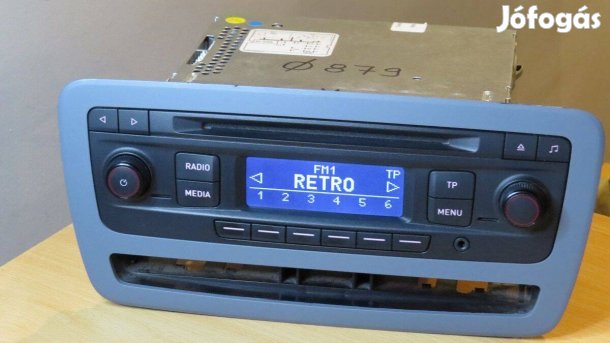 Jófogás
Ø 879
RADIO
MEDIA
FM1
TP
RETRO
1 2 3 4 5 6
TP
MENU